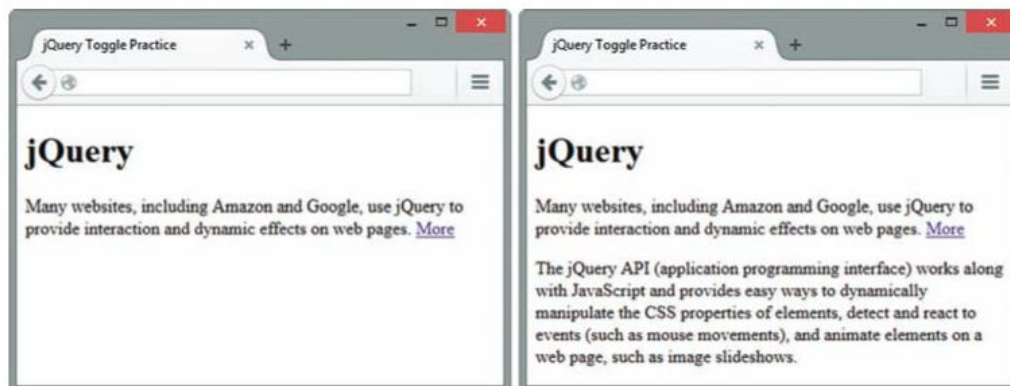 jQuery Toggle Practice
jQuery
Many websites, including Amazon and Google, use jQuery to
provide interaction and dynamic effects on web pages. More
jQuery Toggle Practice
jQuery
Many websites, including Amazon and Google, use jQuery to
provide interaction and dynamic effects on web pages. More
The jQuery API (application programming interface) works along
with JavaScript and provides easy ways to dynamically
manipulate the CSS properties of elements, detect and react to
events (such as mouse movements), and animate elements on a
web page, such as image slideshows.